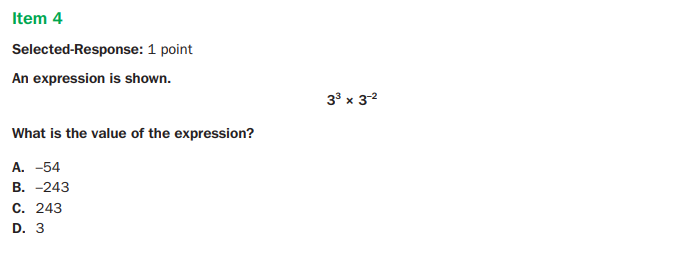 Item 4
Selected-Response: 1 point
An expression is shown.
3³ × 3⁻²
What is the value of the expression?
A. –54
B. –243
C. 243
D. 3